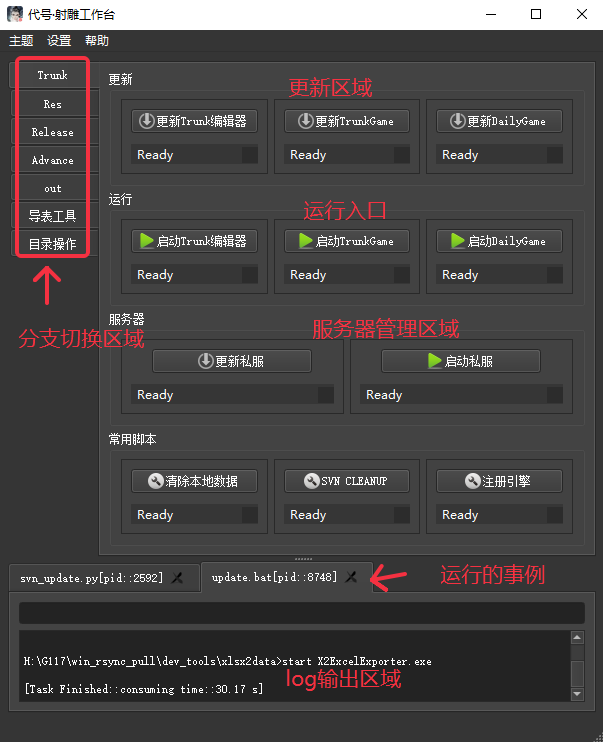 代号·射雕工作台
主题 设置 帮助
Trunk
Res
Release
Advance
out
导表工具
目录操作
分支切换区域
更新
更新区域
更新Trunk编辑器 更新TrunkGame 更新DailyGame
Ready Ready Ready
运行
运行入口
启动Trunk编辑器 启动TrunkGame 启动DailyGame
Ready Ready Ready
服务器
服务器管理区域
更新私服 启动私服
Ready Ready
常用脚本
清除本地数据 SVN CLEANUP 注册引擎
Ready Ready Ready
svn_update.py[pid::2592] update.bat[pid::8748]
运行的事例
H:\G117\win_rsync_pull\dev_tools\xlsx2data>start X2ExcelExporter.exe
[Task Finished::consuming time::30.17 s]
log输出区域